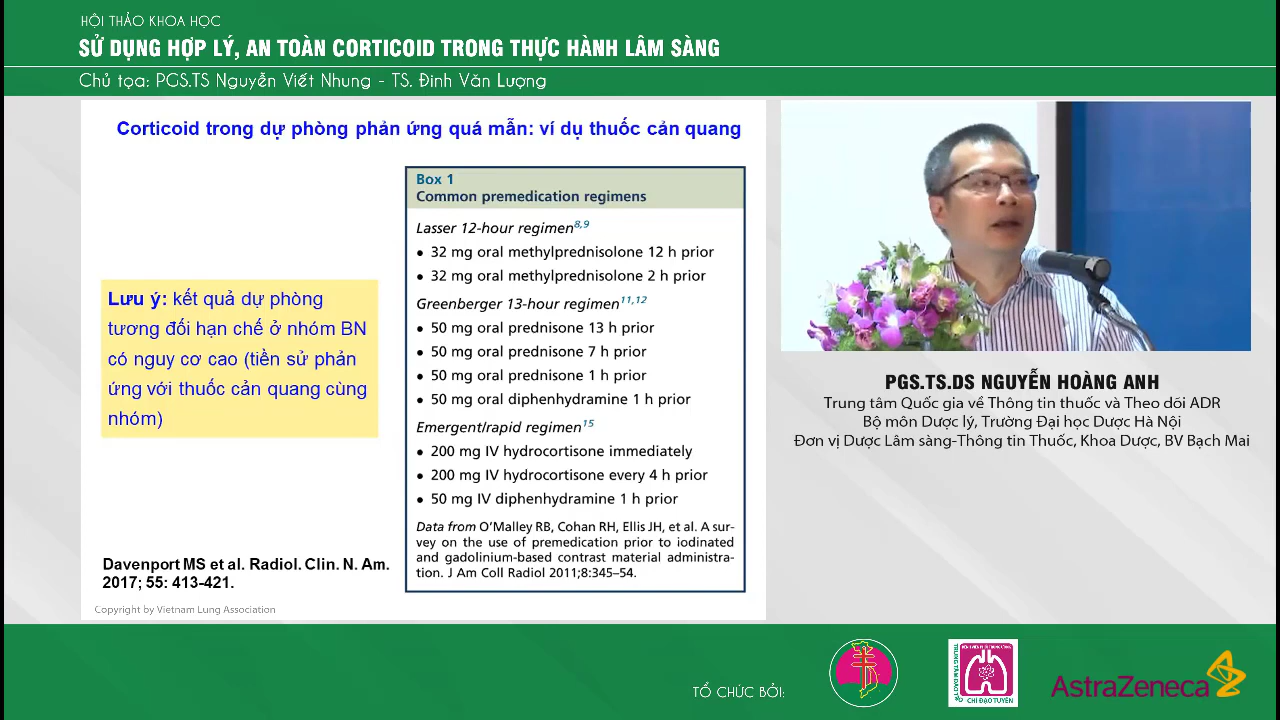 HỘI THẢO KHOA HỌC
SỬ DỤNG HỢP LÝ, AN TOÀN CORTICOID TRONG THỰC HÀNH LÂM SÀNG
Chủ tọa: PGS.TS Nguyễn Viết Nhung - TS. Đinh Văn Lượng
Corticoid trong dự phòng phản ứng quá mẫn: ví dụ thuốc cản quang
Lưu ý: kết quả dự phòng
tương đối hạn chế ở nhóm BN
có nguy cơ cao (tiền sử phản
ứng với thuốc cản quang cùng
nhóm)
Box 1
Common premedication regimens
Lasser 12-hour regimen8,9
• 32 mg oral methylprednisolone 12 h prior
• 32 mg oral methylprednisolone 2 h prior
Greenberger 13-hour regimen11,12
• 50 mg oral prednisone 13 h prior
• 50 mg oral prednisone 7 h prior
• 50 mg oral prednisone 1 h prior
• 50 mg oral diphenhydramine 1 h prior
Emergent/rapid regimen15
• 200 mg IV hydrocortisone immediately
• 200 mg IV hydrocortisone every 4 h prior
• 50 mg IV diphenhydramine 1 h prior
Data from O'Malley RB, Cohan RH, Ellis JH, et al. A sur-
vey on the use of premedication prior to iodinated
and gadolinium-based contrast material administra-
tion. J Am Coll Radiol 2011;8:345–54.
Davenport MS et al. Radiol. Clin. N. Am.
2017; 55: 413-421.
Copyright by Vietnam Lung Association
PGS.TS.DS NGUYỄN HOÀNG ANH
Trung tâm Quốc gia về Thông tin thuốc và Theo dõi ADR
Bộ môn Dược lý, Trường Đại học Dược Hà Nội
Đơn vị Dược Lâm sàng-Thông tin Thuốc, Khoa Dược, BV Bạch Mai
TỔ CHỨC BỞI:
CHỈ ĐẠO TUYẾN
AstraZeneca